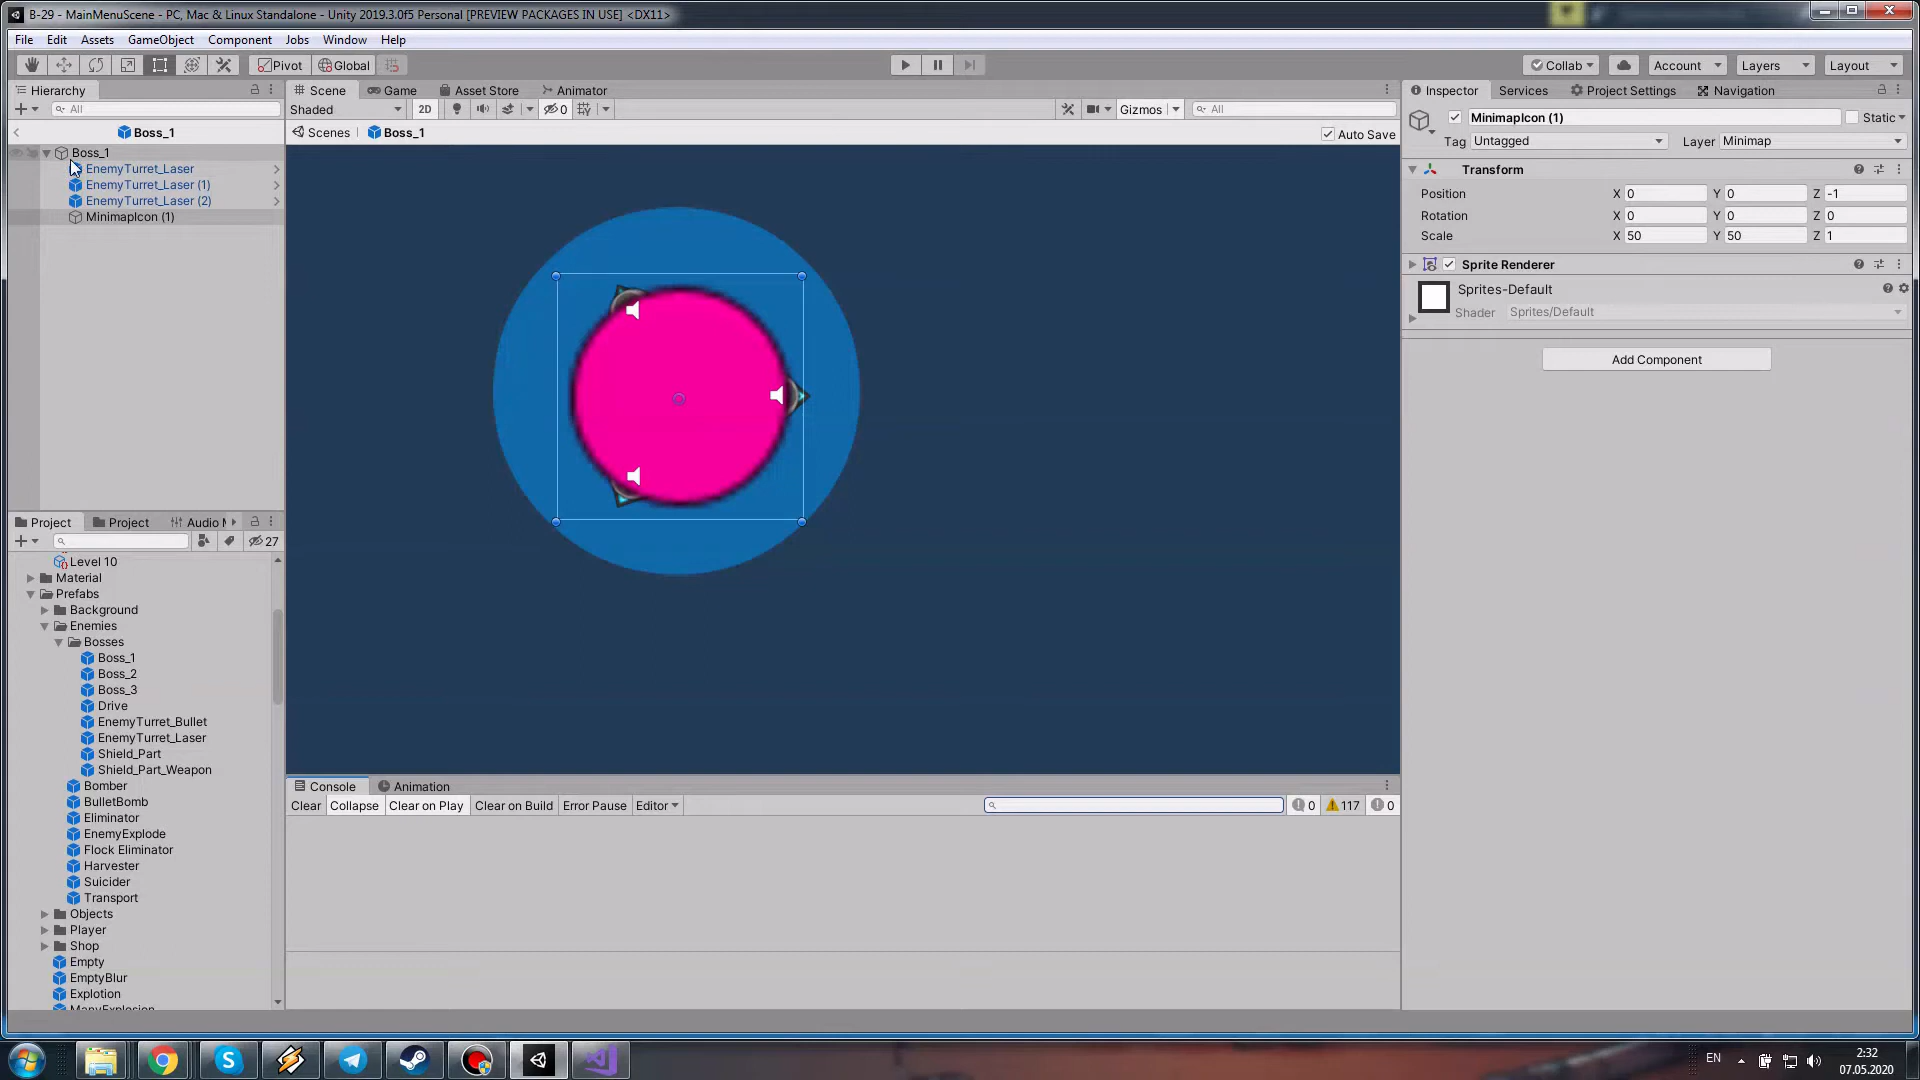 B-29 - MainMenuScene - PC, Mac & Linux Standalone - Unity 2019.3.0f5 Personal [PREVIEW PACKAGES IN USE] <DX11>
File Edit Assets GameObject Component Jobs Window Help
Pivot Global Collab Account Layers Layout
Hierarchy
All
Boss_1
Boss_1
EnemyTurret_Laser
EnemyTurret_Laser (1)
EnemyTurret_Laser (2)
MinimapIcon (1)
Scene Game Asset Store Animator
Shaded 2D 0 Gizmos All
Scenes Boss_1 Auto Save
Inspector Services Project Settings Navigation
MinimapIcon (1) Static
Tag Untagged Layer Minimap
Transform
Position X 0 Y 0 Z -1
Rotation X 0 Y 0 Z 0
Scale X 50 Y 50 Z 1
Sprite Renderer
Sprites-Default
Shader Sprites/Default
Add Component
Project Project Audio M
27
Level 10
Material
Prefabs
Background
Enemies
Bosses
Boss_1
Boss_2
Boss_3
Drive
EnemyTurret_Bullet
EnemyTurret_Laser
Shield_Part
Shield_Part_Weapon
Bomber
BulletBomb
Eliminator
EnemyExplode
Flock Eliminator
Harvester
Suicider
Transport
Objects
Player
Shop
Empty
EmptyBlur
Explotion
ManyExplosion
Console Animation
Clear Collapse Clear on Play Clear on Build Error Pause Editor 0 117 0
EN 2:32
07.05.2020